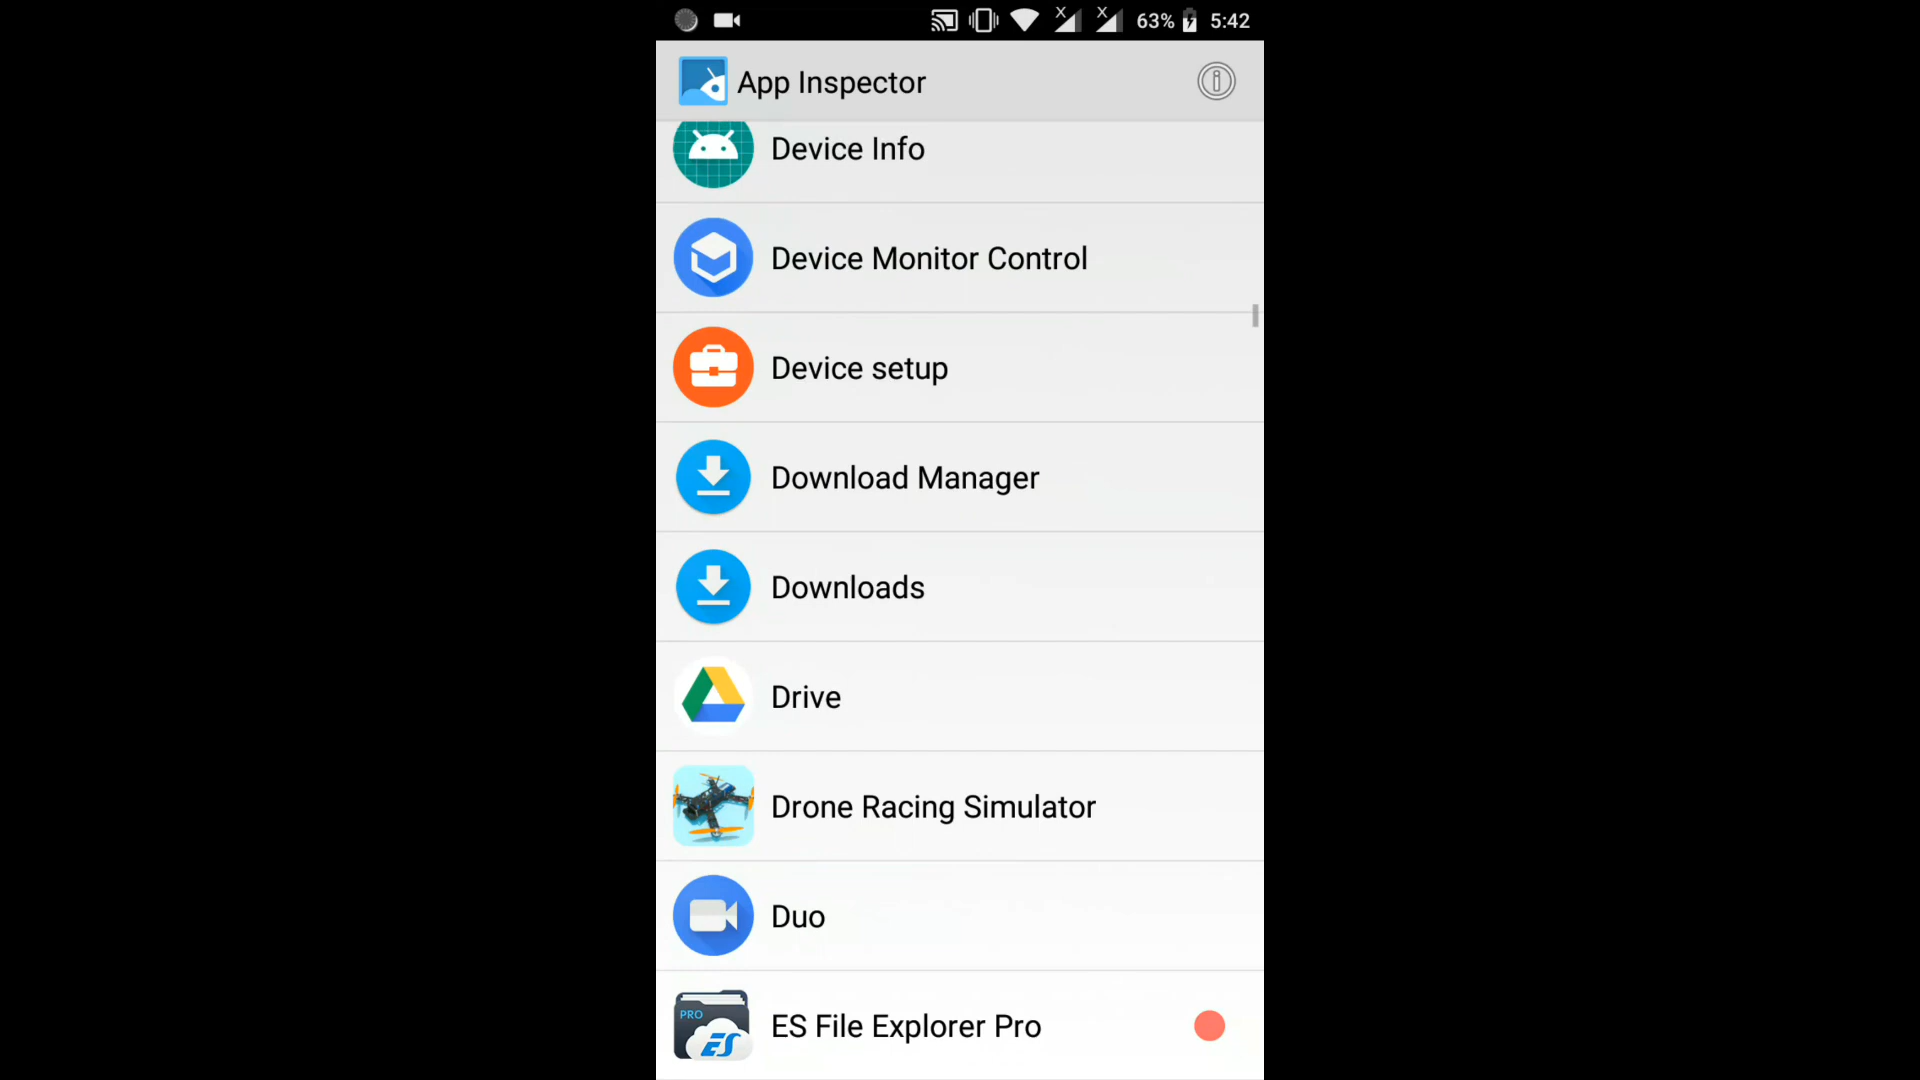 X X 63% 5:42
App Inspector
Device Info
Device Monitor Control
Device setup
Download Manager
Downloads
Drive
Drone Racing Simulator
Duo
PRO
ES
ES File Explorer Pro